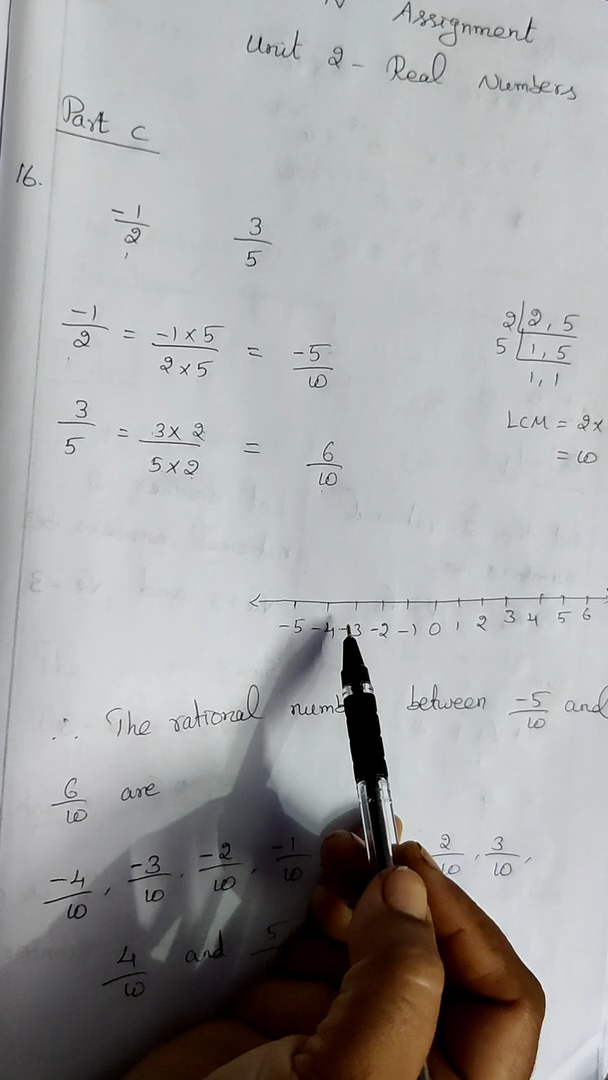 Assignment
Unit 2 - Real Numbers
Part C
16.
-1/2 3/5
-1/2 = -1×5/2×5 = -5/10
3/5 = 3×2/5×2 = 6/10
2 | 2, 5
5 | 1, 5
1, 1
LCM = 2×
= 10
-5 -4 -3 -2 -1 0 1 2 3 4 5 6
∴ The rational between -5/10 and
6/10 are
-4/10, -3/10, -2/10, -1/10 2/10, 3/10,
4/10 and 5